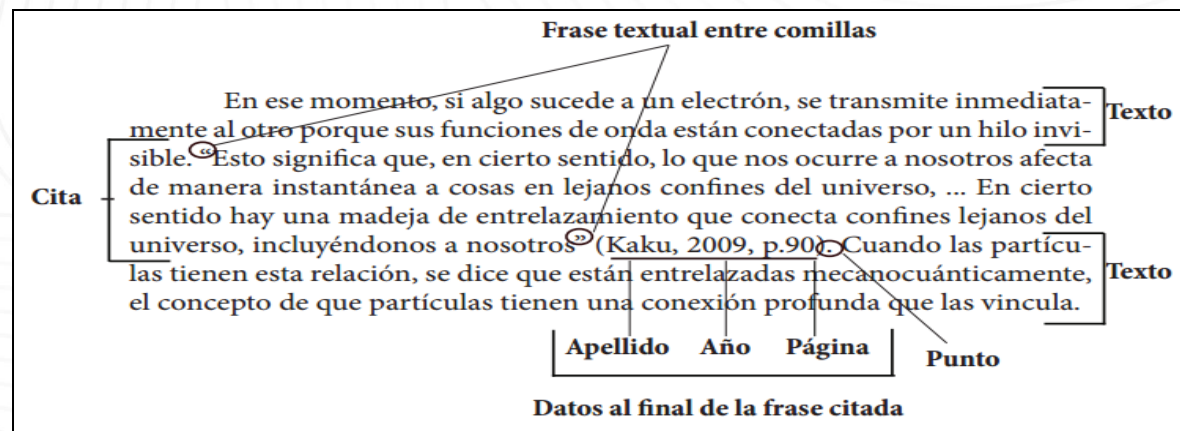 Frase textual entre comillas
En ese momento, si algo sucede a un electrón, se transmite inmediata-
mente al otro porque sus funciones de onda están conectadas por un hilo invi-
sible. “Esto significa que, en cierto sentido, lo que nos ocurre a nosotros afecta
de manera instantánea a cosas en lejanos confines del universo, ... En cierto
sentido hay una madeja de entrelazamiento que conecta confines lejanos del
universo, incluyéndonos a nosotros” (Kaku, 2009, p.90). Cuando las partícu-
las tienen esta relación, se dice que están entrelazadas mecanocuánticamente,
el concepto de que partículas tienen una conexión profunda que las vincula.
Texto
Cita
Texto
Apellido Año Página
Punto
Datos al final de la frase citada